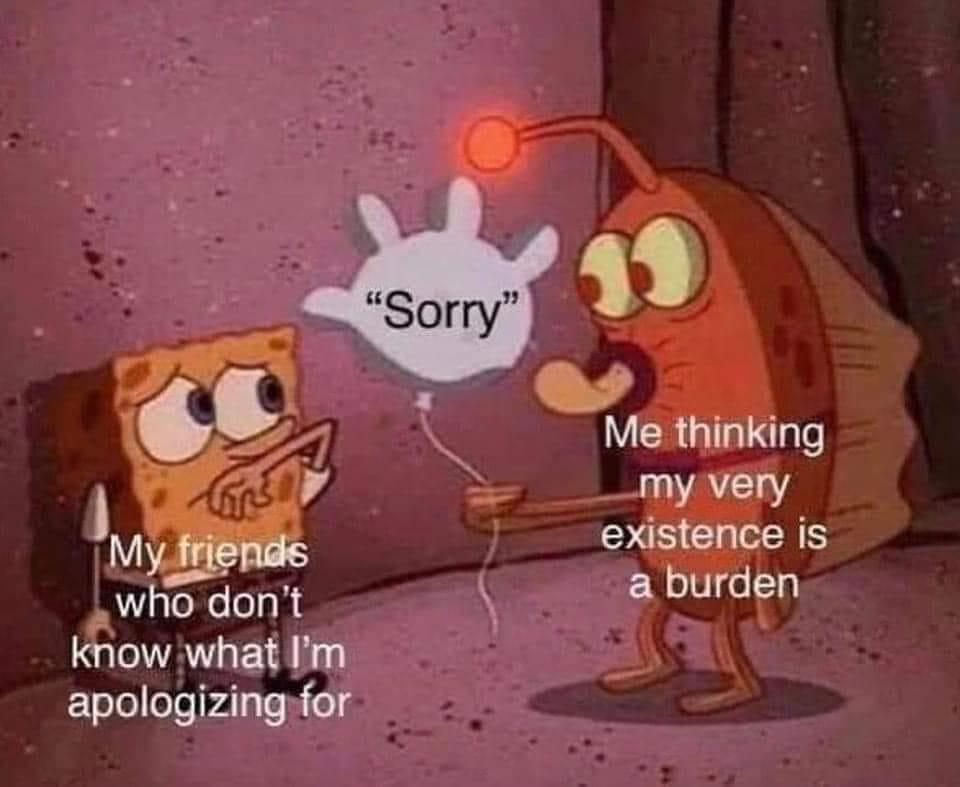 “Sorry”
Me thinking
my very
existence is
a burden
My friends
who don't
know what I'm
apologizing for